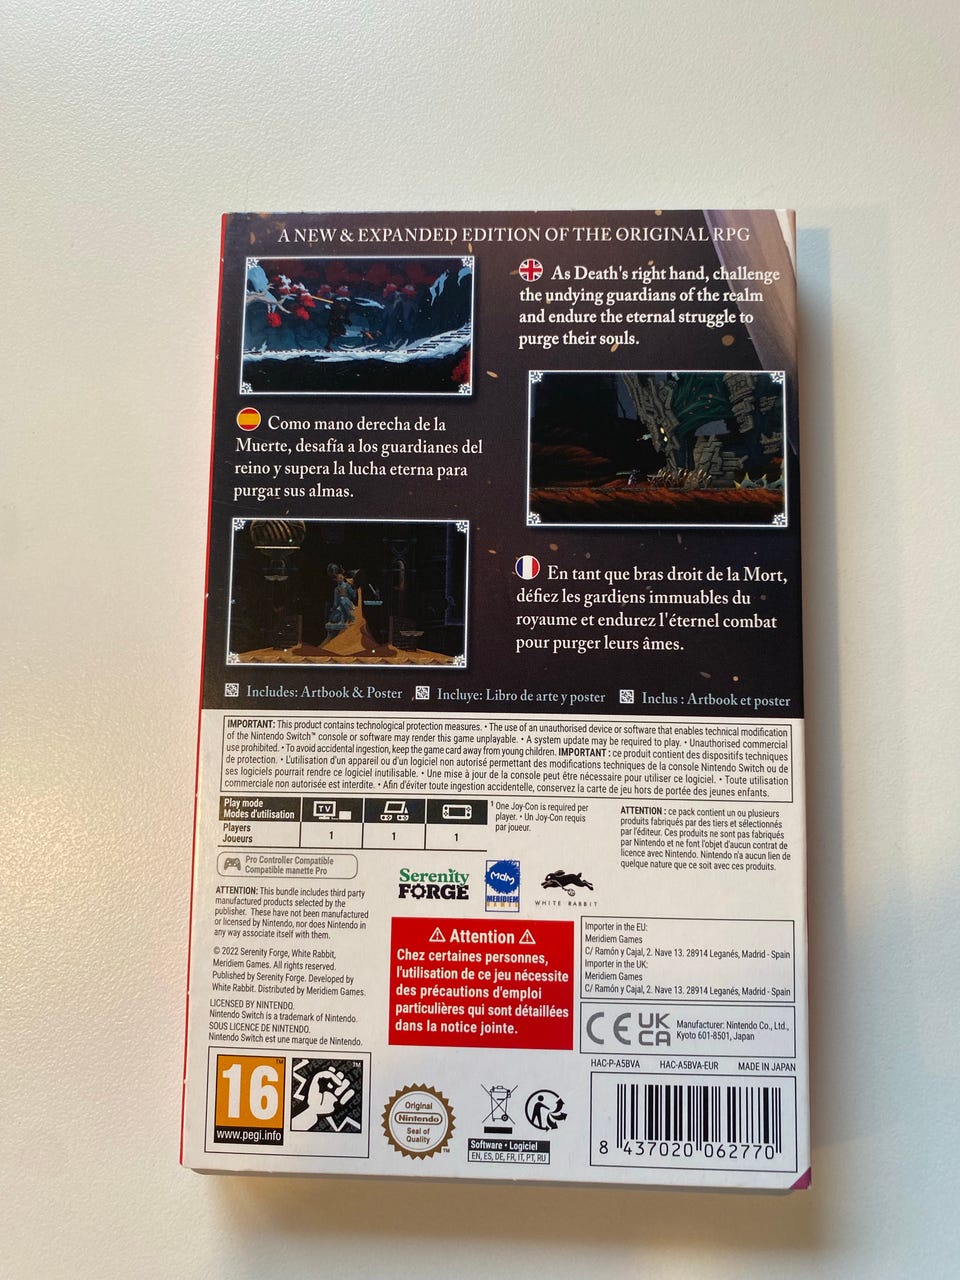 A NEW & EXPANDED EDITION OF THE ORIGINAL RPG
As Death's right hand, challenge
the undying guardians of the realm
and endure the eternal struggle to
purge their souls.
Como mano derecha de la
Muerte, desafía a los guardianes del
reino y supera la lucha eterna para
purgar sus almas.
En tant que bras droit de la Mort,
défiez les gardiens immuables du
royaume et endurez l'éternel combat
pour purger leurs âmes.
Includes: Artbook & Poster
Incluye: Libro de arte y poster
Inclus : Artbook et poster
IMPORTANT: This product contains technological protection measures. • The use of an unauthorised device or software that enables technical modification
of the Nintendo Switch™ console or software may render this game unplayable. • A system update may be required to play. • Unauthorised commercial
use prohibited. • To avoid accidental ingestion, keep the game card away from young children. IMPORTANT : ce produit contient des dispositifs techniques
de protection. • L'utilisation d'un appareil ou d'un logiciel non autorisé permettant des modifications techniques de la console Nintendo Switch ou de
ses logiciels pourrait rendre ce logiciel inutilisable. • Une mise à jour de la console peut être nécessaire pour utiliser ce logiciel. • Toute utilisation
commerciale non autorisée est interdite. • Afin d'éviter toute ingestion accidentelle, conservez la carte de jeu hors de portée des jeunes enfants.
Play mode
Modes d'utilisation
TV
Players
Joueurs
1
1
1
¹ One Joy-Con is required per
player. • Un Joy-Con requis
par joueur.
ATTENTION : ce pack contient un ou plusieurs
produits fabriqués par des tiers et sélectionnés
par l'éditeur. Ces produits ne sont pas fabriqués
par Nintendo et ne font l'objet d'aucun contrat de
licence avec Nintendo. Nintendo n'a aucun lien de
quelque nature que ce soit avec ces produits.
Pro Controller Compatible
Compatible manette Pro
ATTENTION: This bundle includes third party
manufactured products selected by the
publisher. These have not been manufactured
or licensed by Nintendo, nor does Nintendo in
any way associate itself with them.
Serenity
FORGE
MDM
MERIDIEM
GAMES
WHITE RABBIT
© 2022 Serenity Forge, White Rabbit,
Meridiem Games. All rights reserved.
Published by Serenity Forge. Developed by
White Rabbit. Distributed by Meridiem Games.
LICENSED BY NINTENDO.
Nintendo Switch is a trademark of Nintendo.
SOUS LICENCE DE NINTENDO.
Nintendo Switch est une marque de Nintendo.
Attention
Chez certaines personnes,
l'utilisation de ce jeu nécessite
des précautions d'emploi
particulières qui sont détaillées
dans la notice jointe.
Importer in the EU:
Meridiem Games
C/ Ramón y Cajal, 2. Nave 13. 28914 Leganés, Madrid - Spain
Importer in the UK:
Meridiem Games
C/ Ramón y Cajal, 2. Nave 13. 28914 Leganés, Madrid - Spain
CE UK
CA
Manufacturer: Nintendo Co., Ltd.,
Kyoto 601-8501, Japan
HAC-P-A5BVA HAC-A5BVA-EUR MADE IN JAPAN
16
www.pegi.info
Original
Nintendo
Seal of
Quality
Software • Logiciel
EN, ES, DE, FR, IT, PT, RU
8 437020 062770